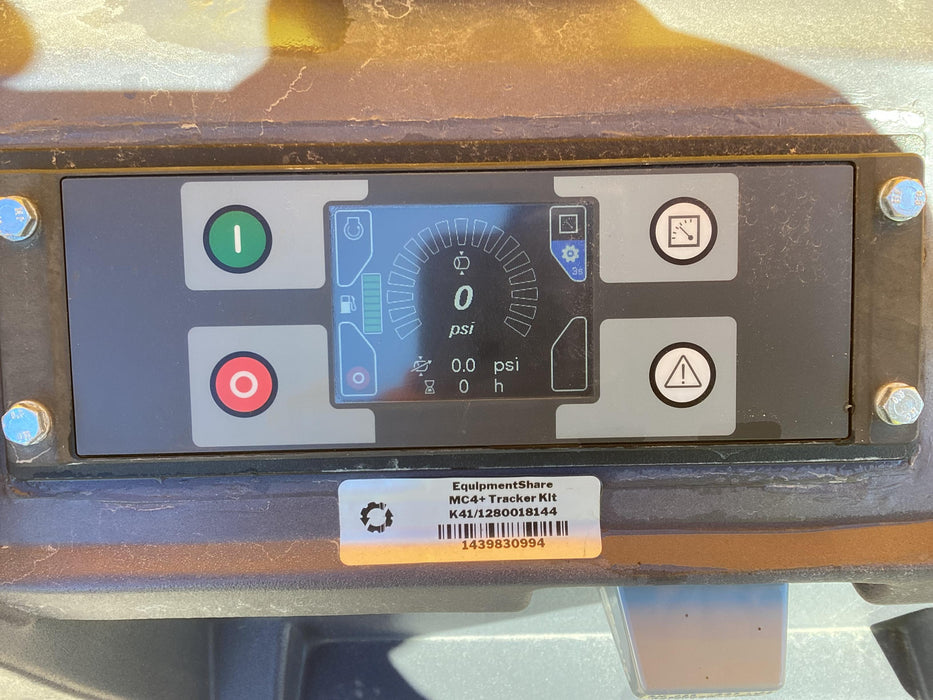 3s
0
psi
0.0 psi
0 h
EquipmentShare
MC4+ Tracker Kit
K41/1280018144
1439830994